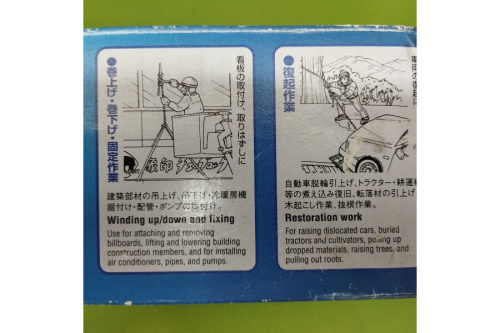 ●巻上げ・巻下げ・固定作業
看板の取付け、取りはずしに
建築部材の吊上げ、吊下げ・冷暖房機
据付け・配管・ポンプの据付け。
Winding up/down and fixing
Use for attaching and removing
billboards, lifting and lowering building
construction members, and for installing
air conditioners, pipes, and pumps.
●復起作業
自動車脱輪引上げ、トラクター・耕運機
等の煮え込み復旧、転落材の引上げ
木起こし作業、抜根作業。
Restoration work
For raising dislocated cars, buried
tractors and cultivators, pulling up
dropped materials, raising trees, and
pulling out roots.